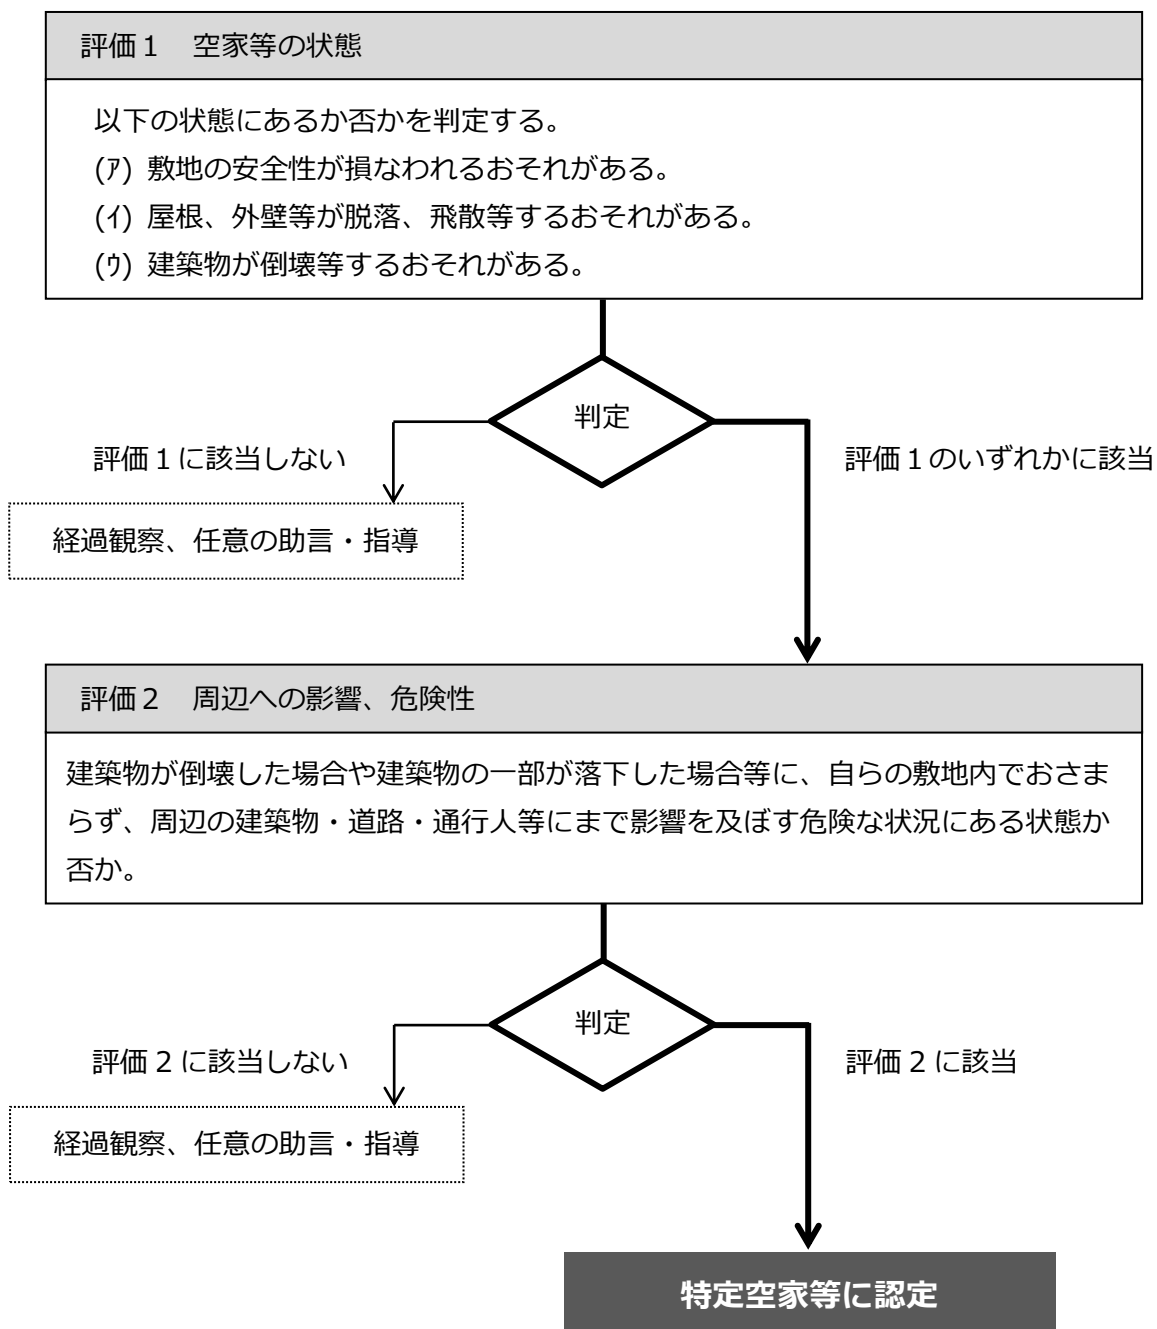 評価１　空家等の状態
以下の状態にあるか否かを判定する。
(ｱ) 敷地の安全性が損なわれるおそれがある。
(ｲ) 屋根、外壁等が脱落、飛散等するおそれがある。
(ｳ) 建築物が倒壊等するおそれがある。
判定
評価１に該当しない
評価１のいずれかに該当
経過観察、任意の助言・指導
評価２　周辺への影響、危険性
建築物が倒壊した場合や建築物の一部が落下した場合等に、自らの敷地内でおさま
らず、周辺の建築物・道路・通行人等にまで影響を及ぼす危険な状況にある状態か
否か。
判定
評価２に該当しない
評価２に該当
経過観察、任意の助言・指導
特定空家等に認定